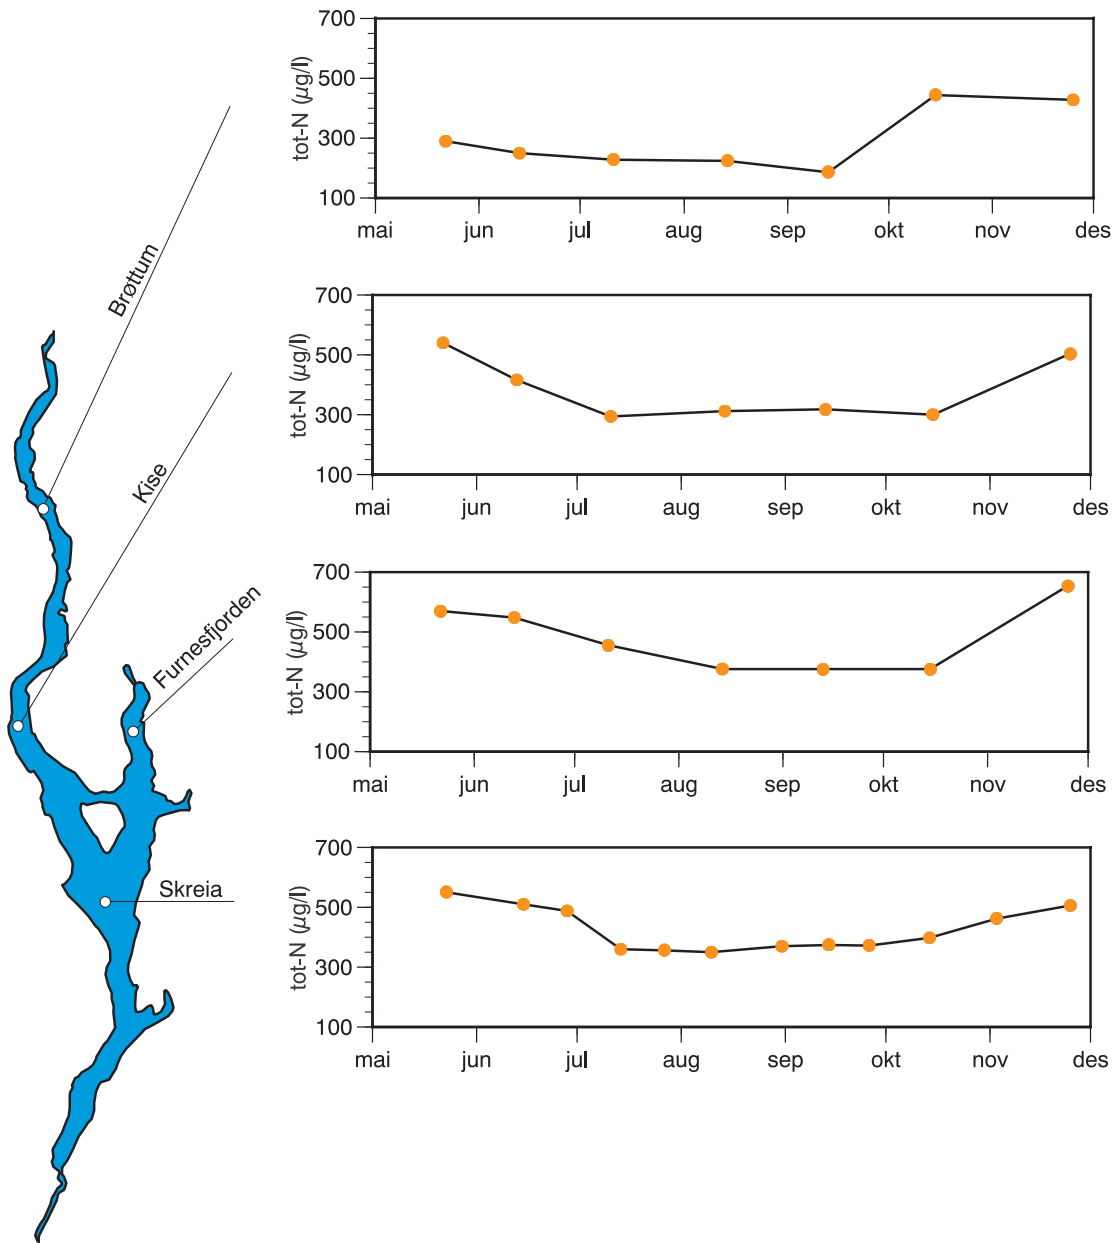 700
500
300
100
tot-N (µg/l)
mai jun jul aug sep okt nov des
Brøttum
700
500
300
100
tot-N (µg/l)
mai jun jul aug sep okt nov des
Kise
700
500
300
100
tot-N (µg/l)
mai jun jul aug sep okt nov des
Furnesfjorden
700
500
300
100
tot-N (µg/l)
mai jun jul aug sep okt nov des
Skreia